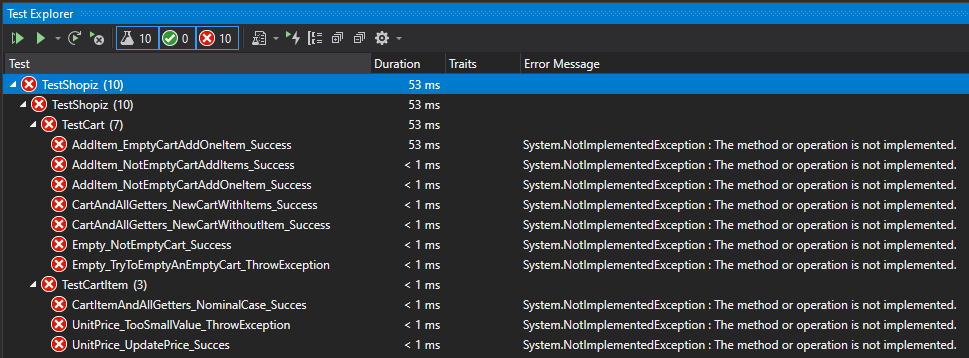 Test Explorer
10 0 10
Test Duration Traits Error Message
TestShopiz (10) 53 ms
TestShopiz (10) 53 ms
TestCart (7) 53 ms
AddItem_EmptyCartAddOneItem_Success 53 ms System.NotImplementedException : The method or operation is not implemented.
AddItem_NotEmptyCartAddItems_Success < 1 ms System.NotImplementedException : The method or operation is not implemented.
AddItem_NotEmptyCartAddOneItem_Success < 1 ms System.NotImplementedException : The method or operation is not implemented.
CartAndAllGetters_NewCartWithItems_Success < 1 ms System.NotImplementedException : The method or operation is not implemented.
CartAndAllGetters_NewCartWithoutItem_Success < 1 ms System.NotImplementedException : The method or operation is not implemented.
Empty_NotEmptyCart_Success < 1 ms System.NotImplementedException : The method or operation is not implemented.
Empty_TryToEmptyAnEmptyCart_ThrowException < 1 ms System.NotImplementedException : The method or operation is not implemented.
TestCartItem (3) < 1 ms
CartItemAndAllGetters_NominalCase_Succes < 1 ms System.NotImplementedException : The method or operation is not implemented.
UnitPrice_TooSmallValue_ThrowException < 1 ms System.NotImplementedException : The method or operation is not implemented.
UnitPrice_UpdatePrice_Succes < 1 ms System.NotImplementedException : The method or operation is not implemented.